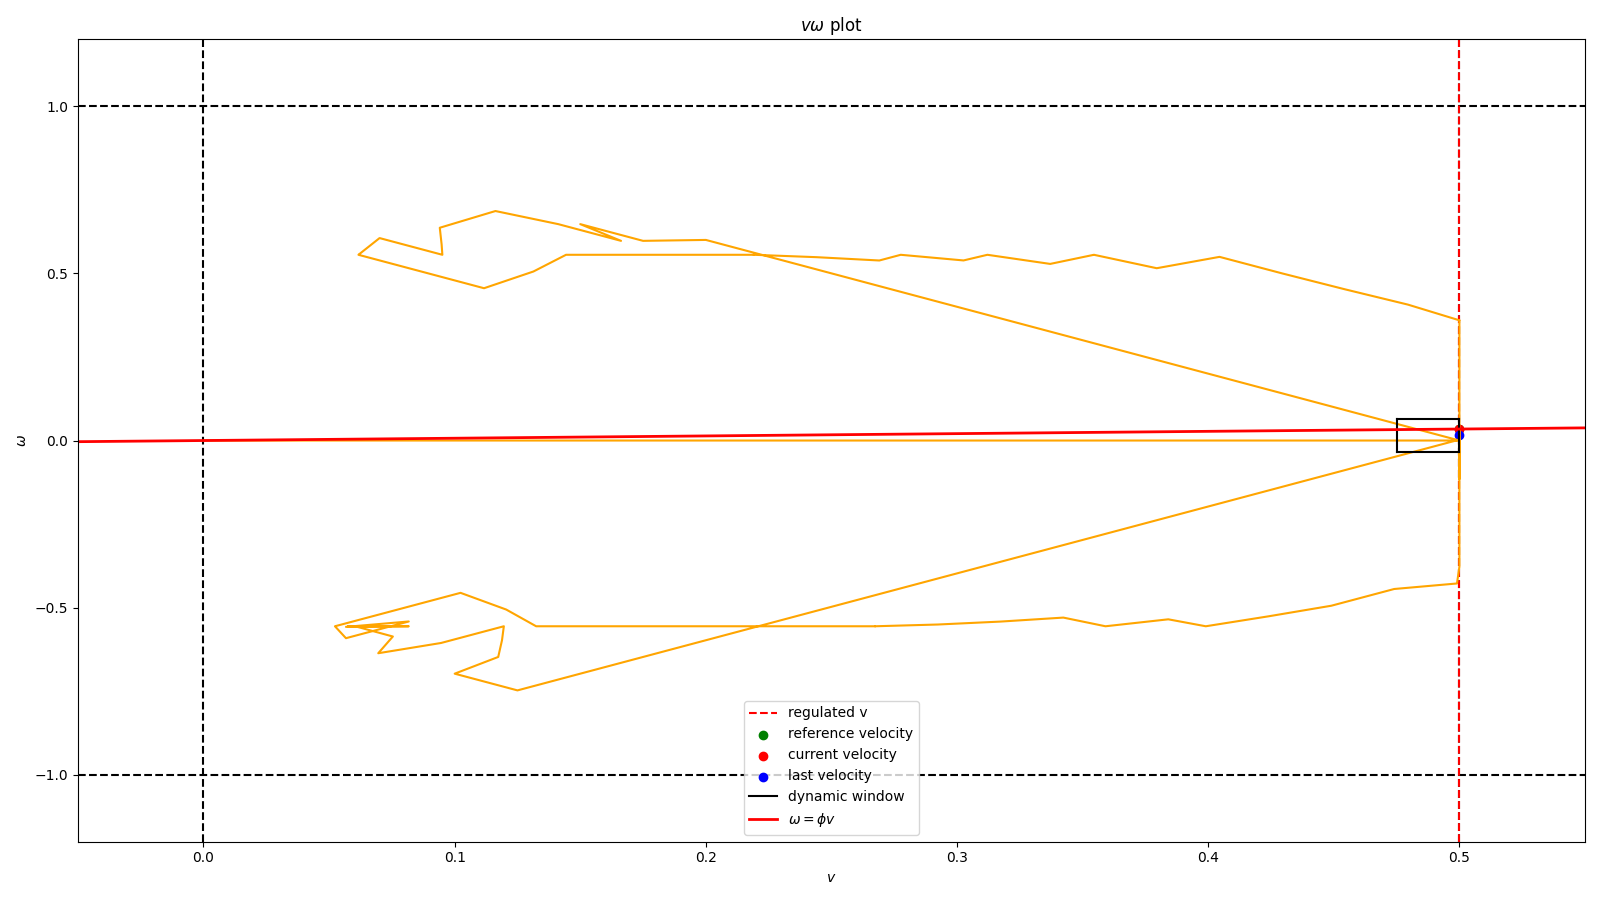 vω plot
1.0
0.5
0.0
−0.5
−1.0
ω
0.0 0.1 0.2 0.3 0.4 0.5
v
regulated v
reference velocity
current velocity
last velocity
dynamic window
ω = ϕv